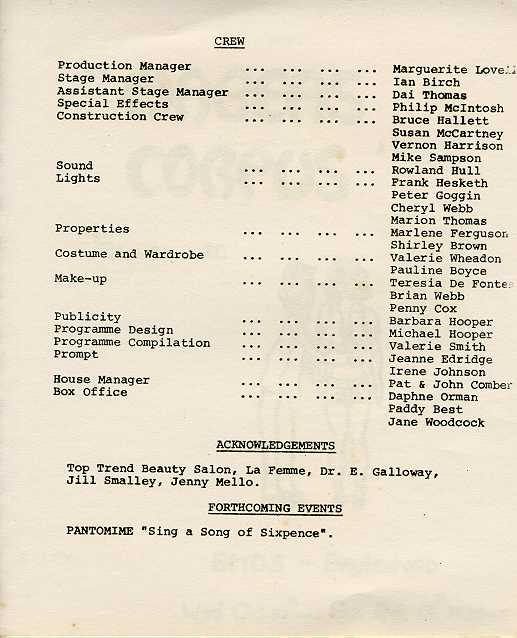 CREW
Production Manager ... ... ... ... Marguerite Lovell
Stage Manager ... ... ... ... Ian Birch
Assistant Stage Manager ... ... ... ... Dai Thomas
Special Effects ... ... ... ... Philip McIntosh
Construction Crew ... ... ... ... Bruce Hallett
Susan McCartney
Vernon Harrison
Mike Sampson
Sound ... ... ... ... Rowland Hull
Lights ... ... ... ... Frank Hesketh
Peter Goggin
Cheryl Webb
Marion Thomas
Properties ... ... ... ... Marlene Ferguson
Shirley Brown
Costume and Wardrobe ... ... ... ... Valerie Wheadon
Pauline Boyce
Make-up ... ... ... ... Teresia De Fontes
Brian Webb
Penny Cox
Publicity ... ... ... ... Barbara Hooper
Programme Design ... ... ... ... Michael Hooper
Programme Compilation ... ... ... ... Valerie Smith
Prompt ... ... ... ... Jeanne Edridge
Irene Johnson
House Manager ... ... ... ... Pat & John Comber
Box Office ... ... ... ... Daphne Orman
Paddy Best
Jane Woodcock
ACKNOWLEDGEMENTS
Top Trend Beauty Salon, La Femme, Dr. E. Galloway,
Jill Smalley, Jenny Mello.
FORTHCOMING EVENTS
PANTOMIME "Sing a Song of Sixpence".